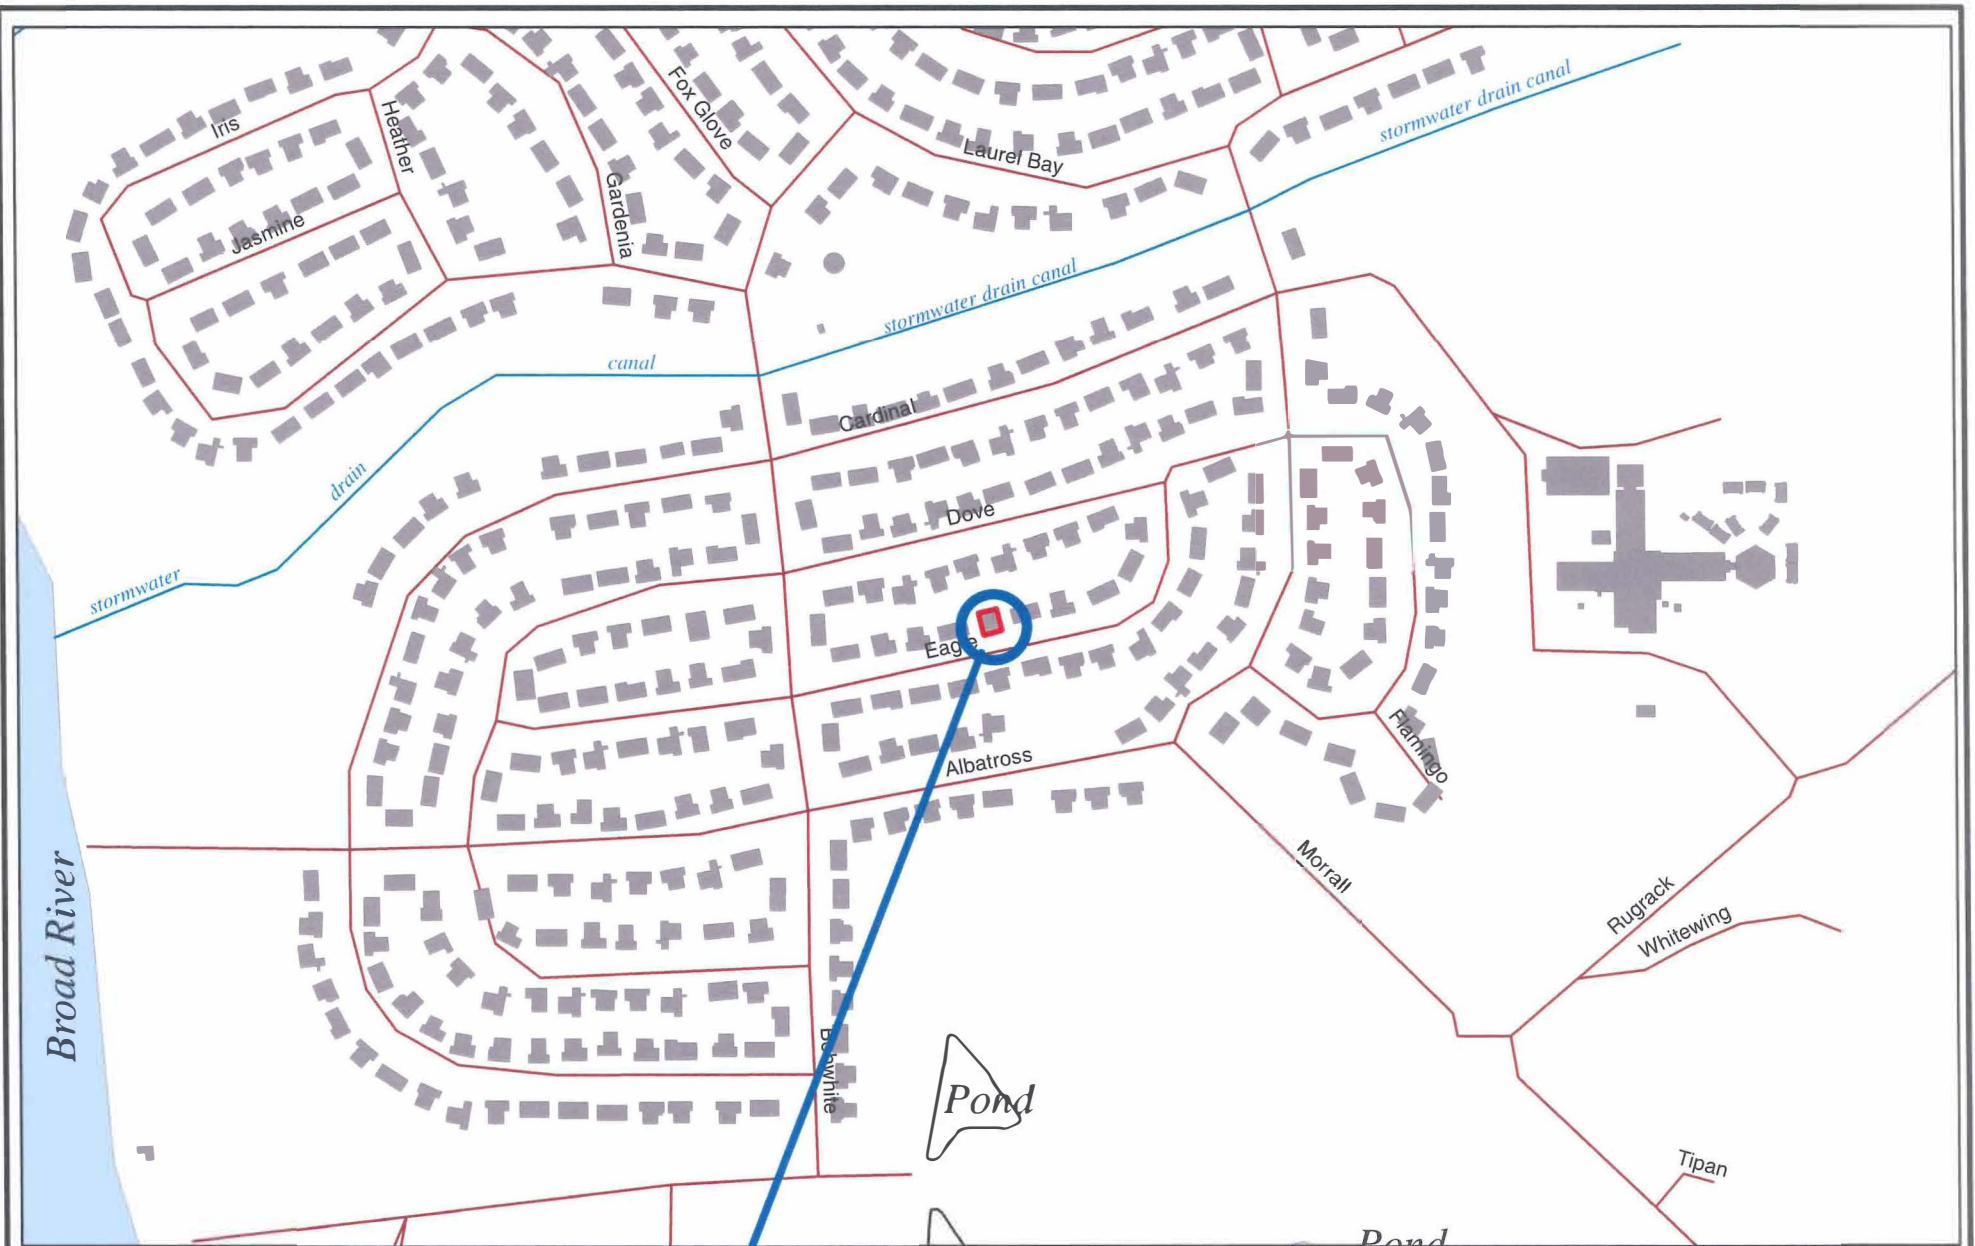 Iris
Heather
Fox Glove
Laurel Bay
stormwater drain canal
Jasmine
Gardenia
stormwater drain canal
canal
Cardinal
drain
Dove
stormwater
Eagle
Flamingo
Albatross
Morrall
Broad River
Rugrack
Whitewing
Bobwhite
Pond
Tipan
Pond